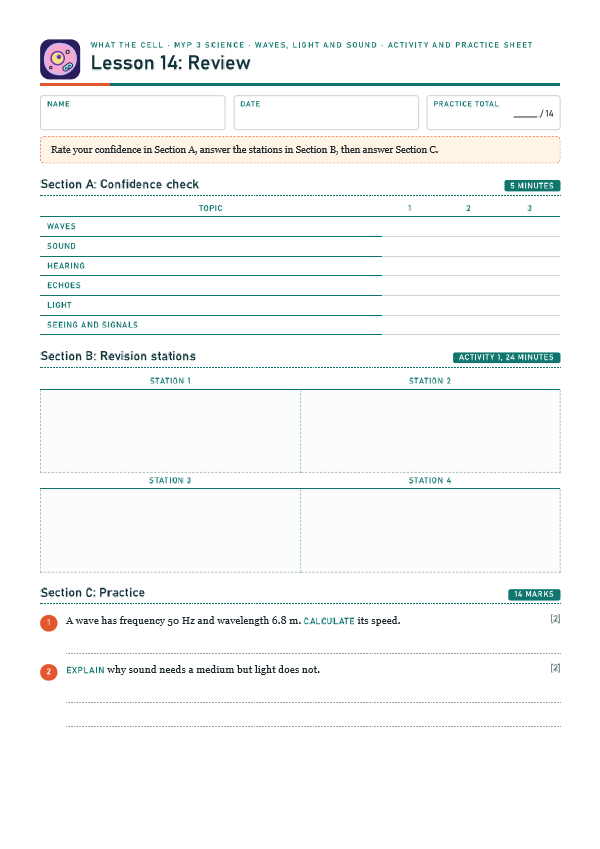 WHAT THE CELL · MYP 3 SCIENCE · WAVES, LIGHT AND SOUND · ACTIVITY AND PRACTICE SHEET
Lesson 14: Review
NAME
DATE
PRACTICE TOTAL
_____ / 14
Rate your confidence in Section A, answer the stations in Section B, then answer Section C.
Section A: Confidence check
5 MINUTES
TOPIC 1 2 3
WAVES
SOUND
HEARING
ECHOES
LIGHT
SEEING AND SIGNALS
Section B: Revision stations
ACTIVITY 1, 24 MINUTES
STATION 1 STATION 2
STATION 3 STATION 4
Section C: Practice
14 MARKS
1 A wave has frequency 50 Hz and wavelength 6.8 m. CALCULATE its speed. [2]
2 EXPLAIN why sound needs a medium but light does not. [2]